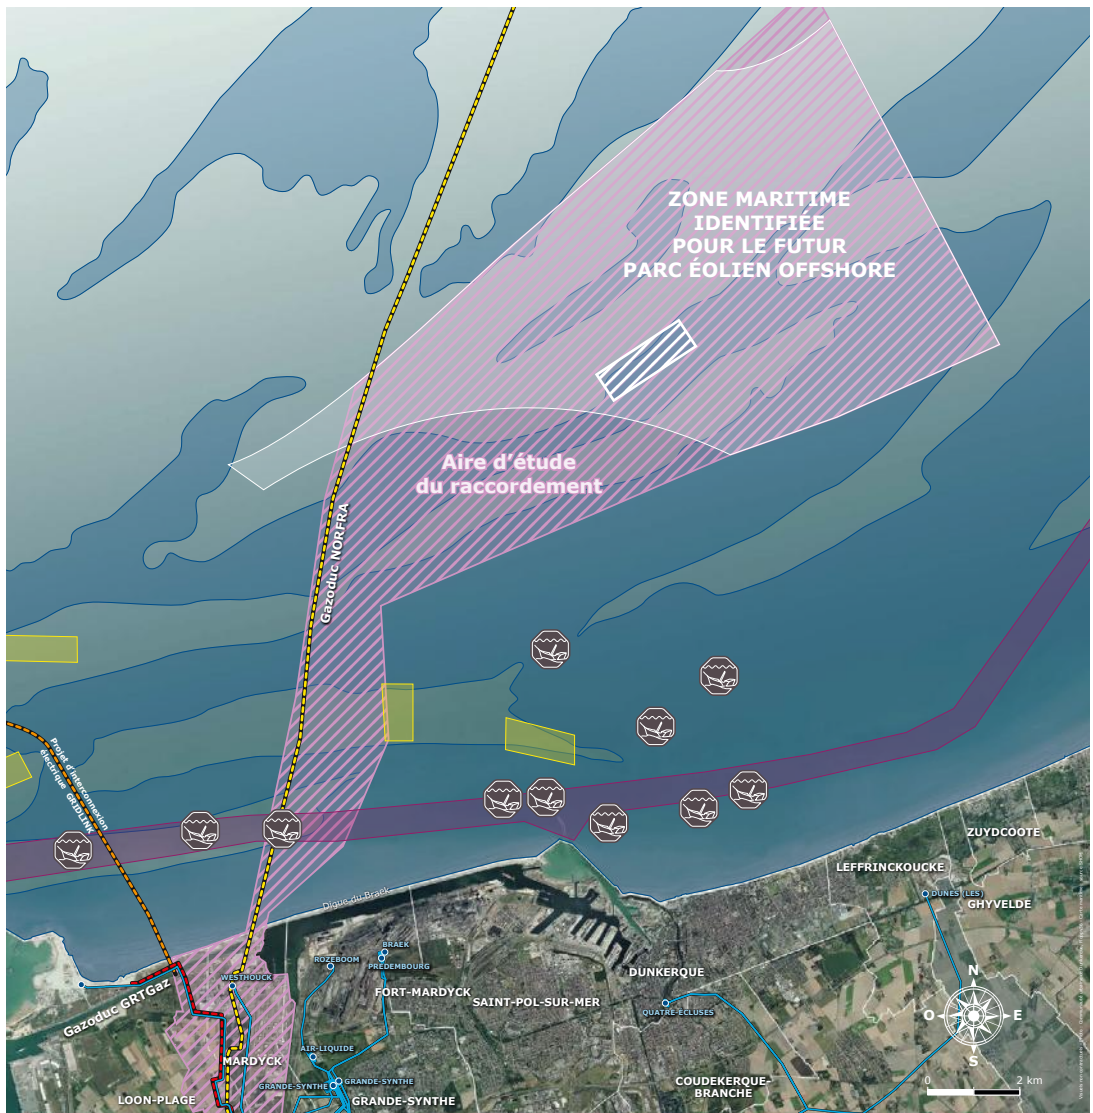 ZONE MARITIME
IDENTIFIÉE
POUR LE FUTUR
PARC ÉOLIEN OFFSHORE
Aire d'étude
du raccordement
Gazoduc NORFRA
Projet d'interconnexion
électrique GRIDLINK
ZUYDCOOTE
LEFFRINCKOUCKE
DUNES (LES)
GHYVELDE
Digue du Braek
BRAEK
ROZEBOOM
PREDEMBOURG
DUNKERQUE
WESTHOUCK
FORT-MARDYCK
SAINT-POL-SUR-MER
QUATRE-ECLUSES
Gazoduc GRTGaz
N
O
E
S
AIR-LIQUIDE
MARDYCK
GRANDE-SYNTHE
GRANDE-SYNTHE
COUDEKERQUE-
BRANCHE
0
2 km
LOON-PLAGE
GRANDE-SYNTHE